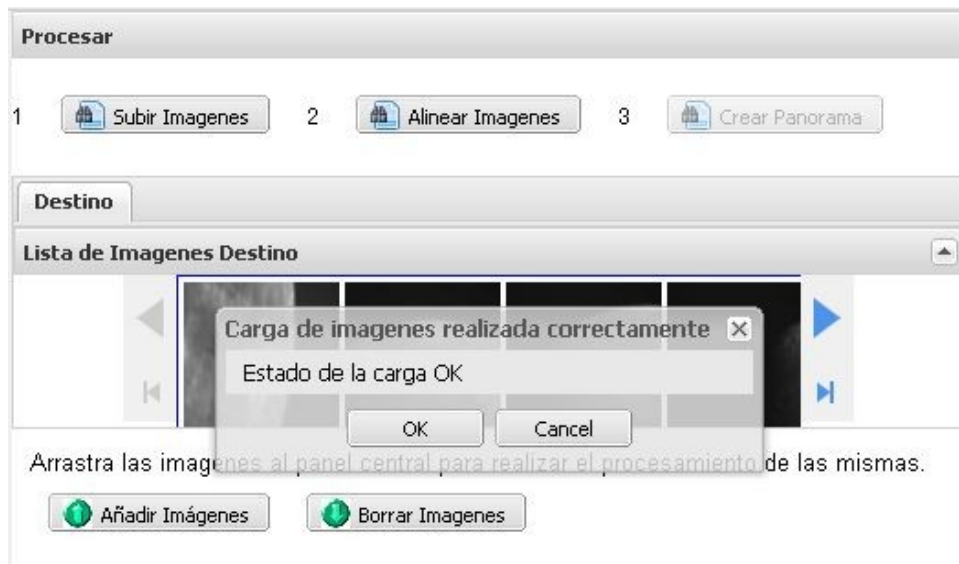 Procesar
1 Subir Imagenes 2 Alinear Imagenes 3 Crear Panorama
Destino
Lista de Imagenes Destino
Carga de imagenes realizada correctamente
Estado de la carga OK
OK Cancel
Arrastra las imagenes al panel central para realizar el procesamiento de las mismas.
Añadir Imágenes Borrar Imagenes